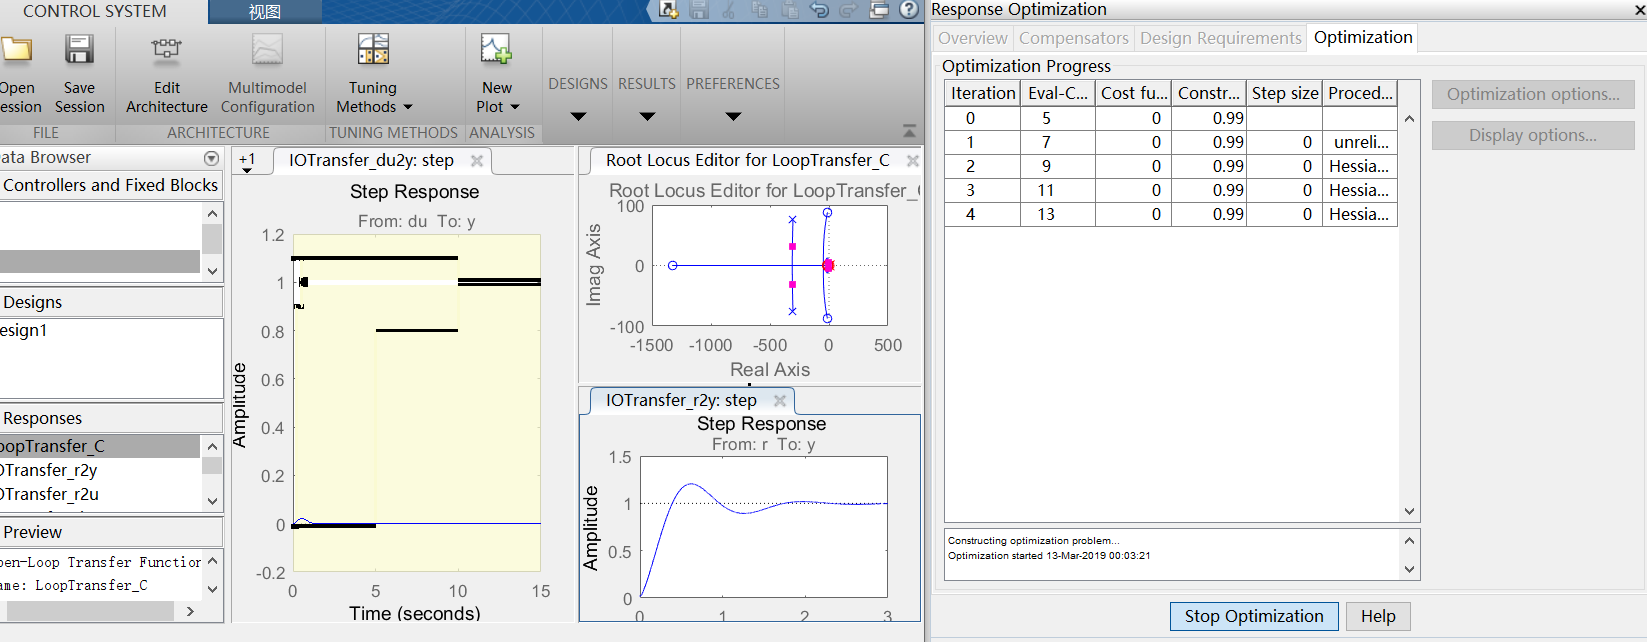 CONTROL SYSTEM
视图
Open Session
Save Session
FILE
Edit Architecture
Multimodel Configuration
ARCHITECTURE
Tuning Methods
TUNING METHODS
New Plot
ANALYSIS
DESIGNS
RESULTS
PREFERENCES
ata Browser
Controllers and Fixed Blocks
Designs
esign1
Responses
oopTransfer_C
OTransfer_r2y
OTransfer_r2u
Preview
pen-Loop Transfer Function
ame: LoopTransfer_C
+1
IOTransfer_du2y: step
Step Response
From: du To: y
Amplitude
1.2
1
0.8
0.6
0.4
0.2
0
-0.2
0 5 10 15
Time (seconds)
Root Locus Editor for LoopTransfer_C
Root Locus Editor for LoopTransfer_C
Imag Axis
100
0
-100
-1500 -1000 -500 0 500
Real Axis
IOTransfer_r2y: step
Step Response
From: r To: y
Amplitude
1.5
1
0.5
0
0 1 2 3
Response Optimization
Overview Compensators Design Requirements Optimization
Optimization Progress
Iteration Eval-C... Cost fu... Constr... Step size Proced...
0 5 0 0.99
1 7 0 0.99 0 unreli...
2 9 0 0.99 0 Hessia...
3 11 0 0.99 0 Hessia...
4 13 0 0.99 0 Hessia...
Optimization options...
Display options...
Constructing optimization problem...
Optimization started 13-Mar-2019 00:03:21
Stop Optimization
Help